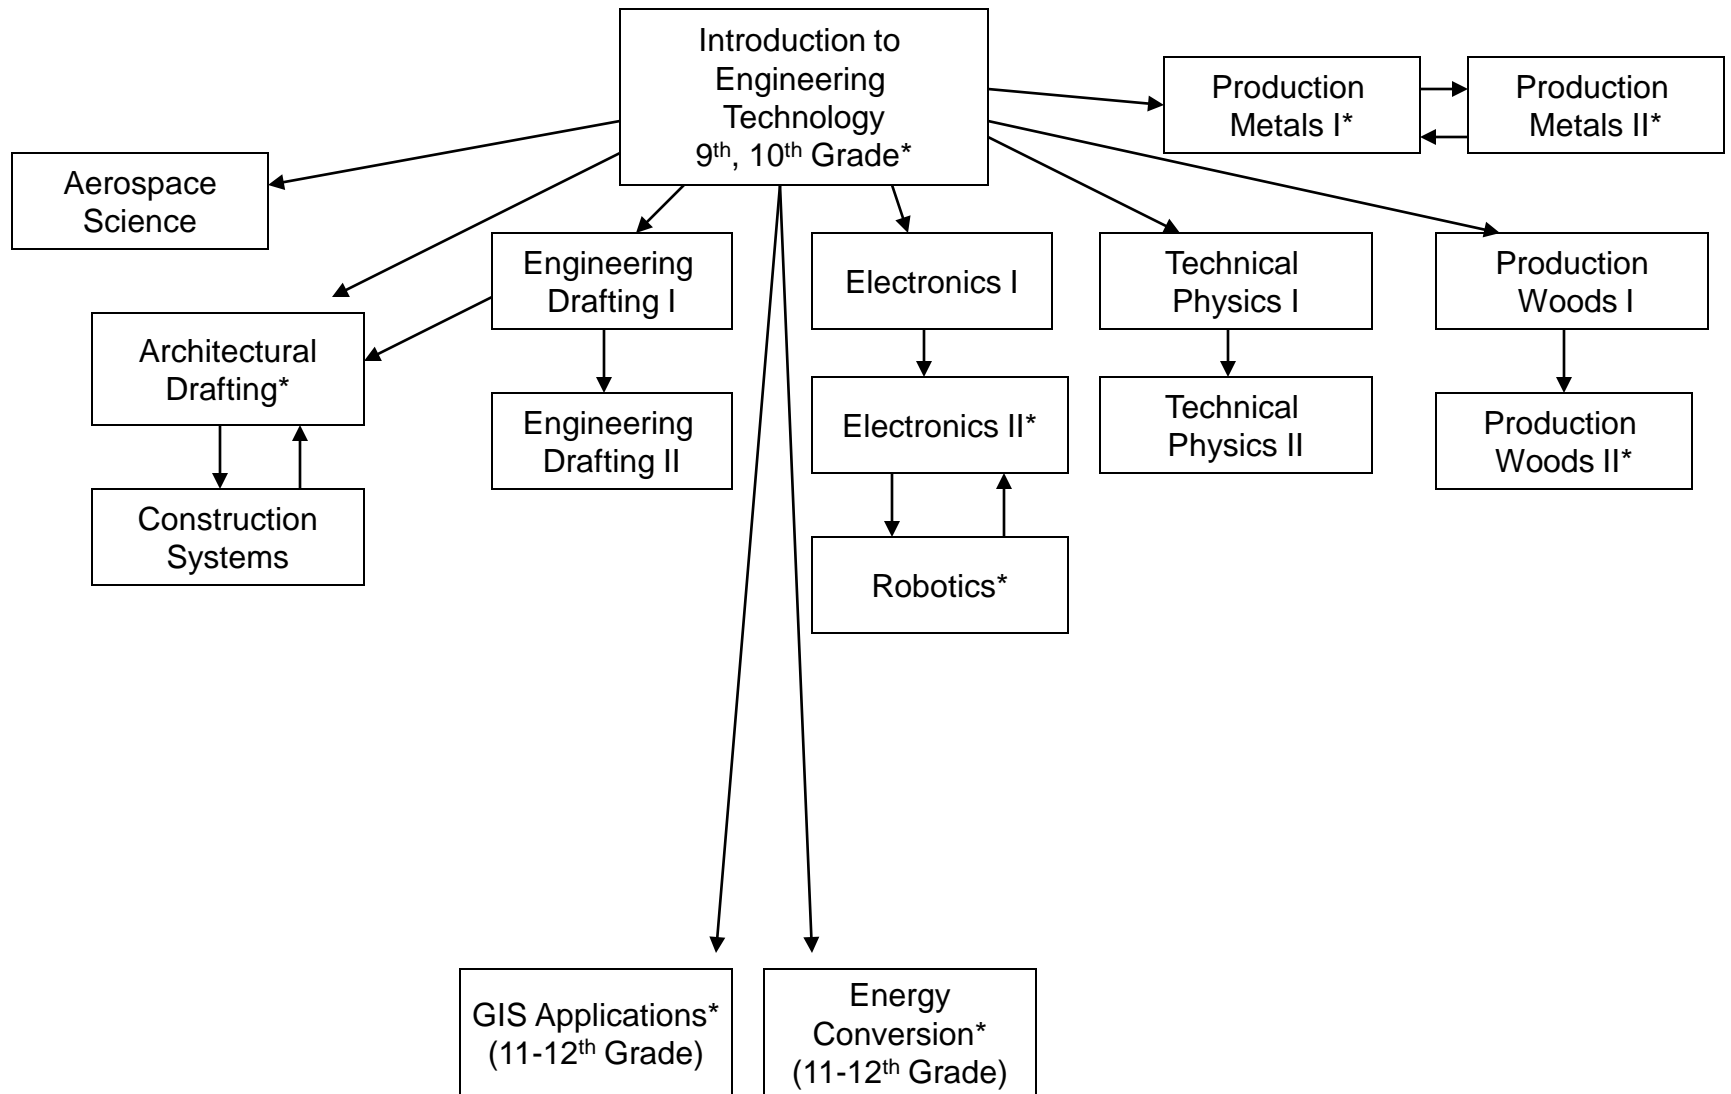 Introduction to
Engineering
Technology
9th, 10th Grade*
Production
Metals I*
Production
Metals II*
Aerospace
Science
Engineering
Drafting I
Electronics I
Technical
Physics I
Production
Woods I
Architectural
Drafting*
Engineering
Drafting II
Electronics II*
Technical
Physics II
Production
Woods II*
Construction
Systems
Robotics*
GIS Applications*
(11-12th Grade)
Energy
Conversion*
(11-12th Grade)